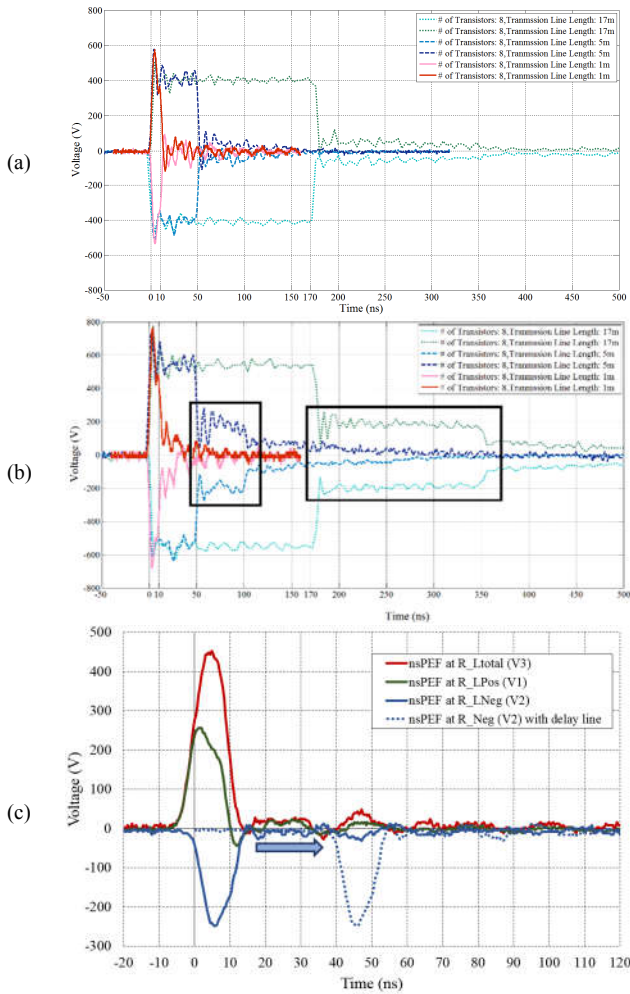 (a)
800
600
400
200
0
-200
-400
-600
-800
Voltage (V)
# of Transistors: 8,Tranmssion Line Length: 17m
# of Transistors: 8,Tranmssion Line Length: 17m
# of Transistors: 8,Tranmssion Line Length: 5m
# of Transistors: 8,Tranmssion Line Length: 5m
# of Transistors: 8,Tranmssion Line Length: 1m
# of Transistors: 8,Tranmssion Line Length: 1m
-50 0 10 50 100 150 170 200 250 300 350 400 450 500
Time (ns)
(b)
800
600
400
200
0
-200
-400
-600
-800
Voltage (V)
# of Transistors: 8,Tranmssion Line Length: 17m
# of Transistors: 8,Tranmssion Line Length: 17m
# of Transistors: 8,Tranmssion Line Length: 5m
# of Transistors: 8,Tranmssion Line Length: 5m
# of Transistors: 8,Tranmssion Line Length: 1m
# of Transistors: 8,Tranmssion Line Length: 1m
-50 0 10 50 100 150 170 200 250 300 350 400 450 500
Time (ns)
(c)
500
400
300
200
100
0
-100
-200
-300
Voltage (V)
nsPEF at R_Ltotal (V3)
nsPEF at R_LPos (V1)
nsPEF at R_LNeg (V2)
nsPEF at R_Neg (V2) with delay line
-20 -10 0 10 20 30 40 50 60 70 80 90 100 110 120
Time (ns)